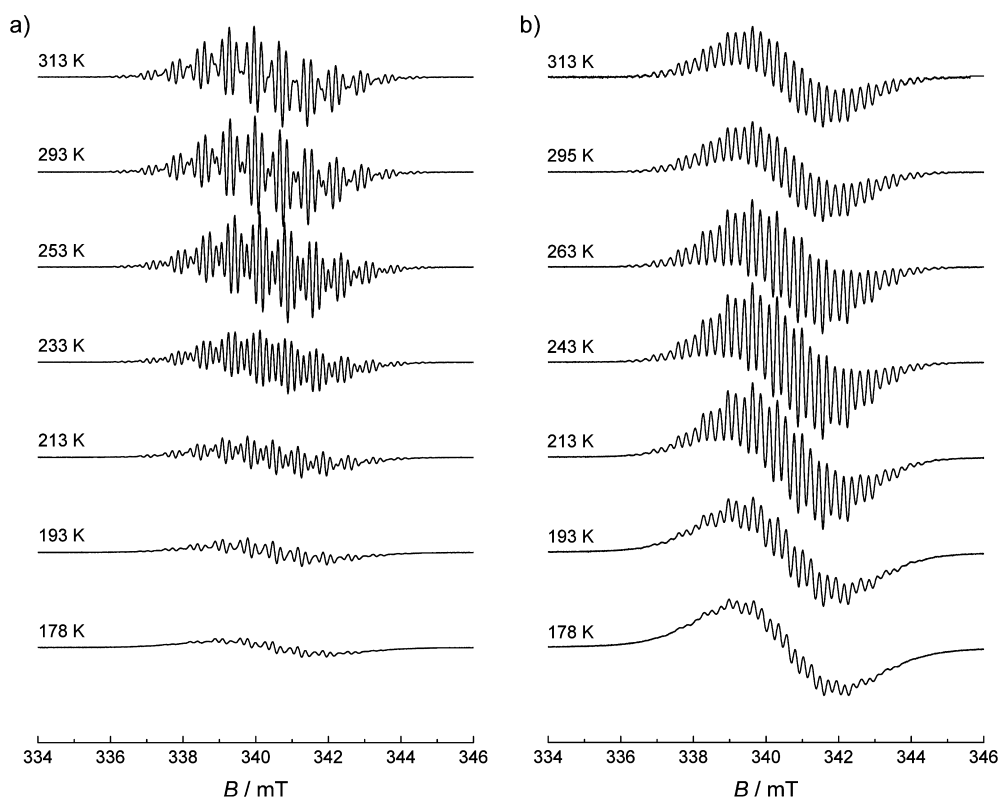 a)
313 K
293 K
253 K
233 K
213 K
193 K
178 K
334 336 338 340 342 344 346
B / mT
b)
313 K
295 K
263 K
243 K
213 K
193 K
178 K
334 336 338 340 342 344 346
B / mT